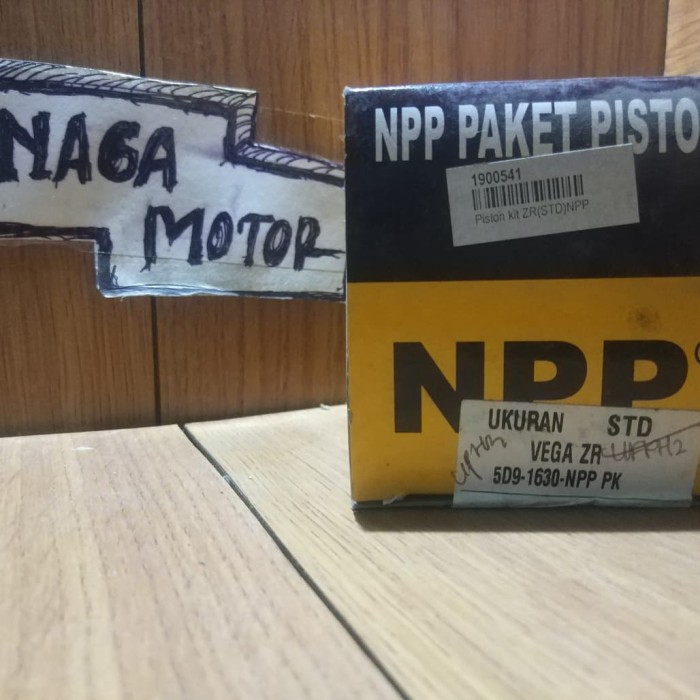 NAGA
MOTOR
NPP PAKET PISTO
1900541
Piston kit ZR(STD)NPP
NPP
UKURAN STD
VEGA ZR
5D9-1630-NPP PK